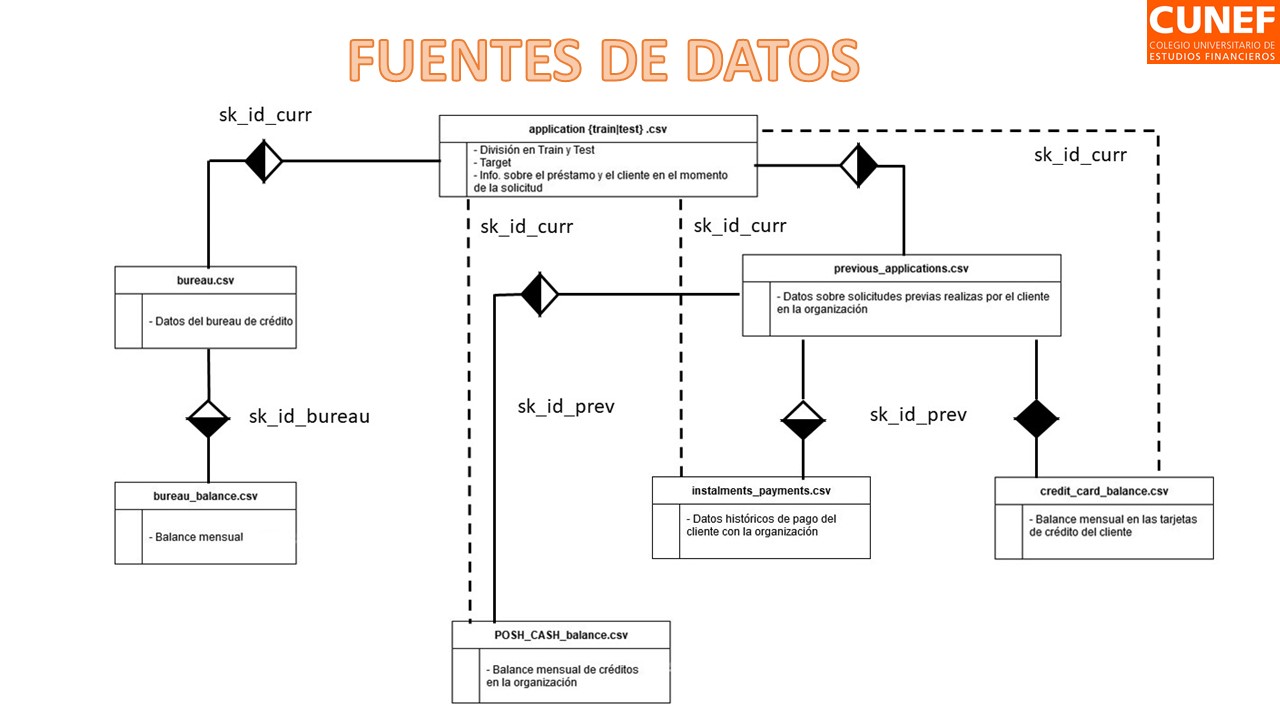 CUNEF
COLEGIO UNIVERSITARIO DE
ESTUDIOS FINANCIEROS
FUENTES DE DATOS
sk_id_curr
application {train|test} .csv
- División en Train y Test
- Target
- Info. sobre el préstamo y el cliente en el momento
de la solicitud
sk_id_curr
sk_id_curr
sk_id_curr
bureau.csv
- Datos del bureau de crédito
previous_applications.csv
- Datos sobre solicitudes previas realizas por el cliente
en la organización
sk_id_bureau
sk_id_prev
sk_id_prev
bureau_balance.csv
- Balance mensual
instalments_payments.csv
- Datos históricos de pago del
cliente con la organización
credit_card_balance.csv
- Balance mensual en las tarjetas
de crédito del cliente
POSH_CASH_balance.csv
- Balance mensual de créditos
en la organización